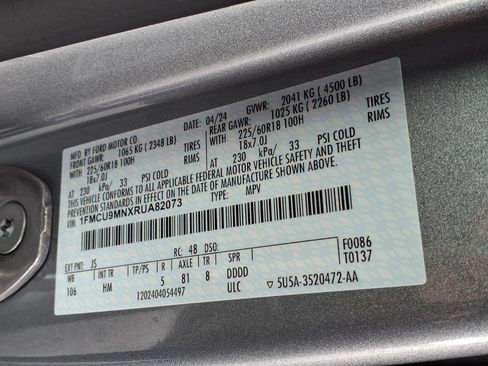 MFD. BY FORD MOTOR CO.
DATE: 04/24 GVWR: 2041 KG ( 4500 LB)
FRONT GAWR: 1065 KG ( 2348 LB) REAR GAWR: 1025 KG ( 2260 LB)
225/60R18 100H TIRES 225/60R18 100H TIRES
18x7.0J RIMS 18x7.0J RIMS
AT 230 kPa/ 33 PSI COLD AT 230 kPa/ 33 PSI COLD
THIS VEHICLE CONFORMS TO ALL APPLICABLE FEDERAL MOTOR VEHICLE SAFETY AND THEFT
PREVENTION STANDARDS IN EFFECT ON THE DATE OF MANUFACTURE SHOWN ABOVE.
1FMCU9MNXRUA82073 TYPE: MPV
F0086
T0137
EXT PNT: JS RC: 48 DSO:
WB INT TR TP/PS R AXLE TR SPR
106 HM 5 81 8 DDDD
ULC ▽ 5U5A-3520472-AA
1202404054497